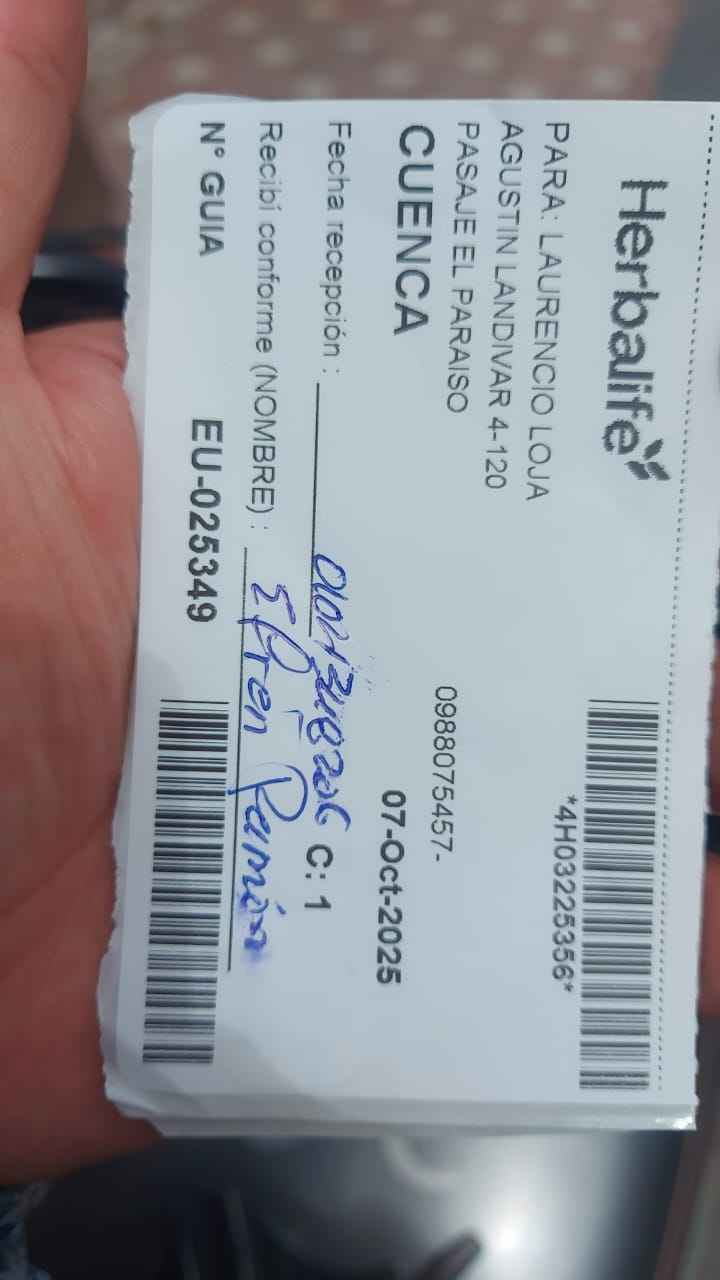 Herbalife
*4H03225356*
PARA: LAURENCIO LOJA
AGUSTIN LANDIVAR 4-120
PASAJE EL PARAISO
0988075457-
CUENCA
07-Oct-2025
Fecha recepción :
C: 1
Recibí conforme (NOMBRE) : Efren Ramón
N° GUIA EU-025349